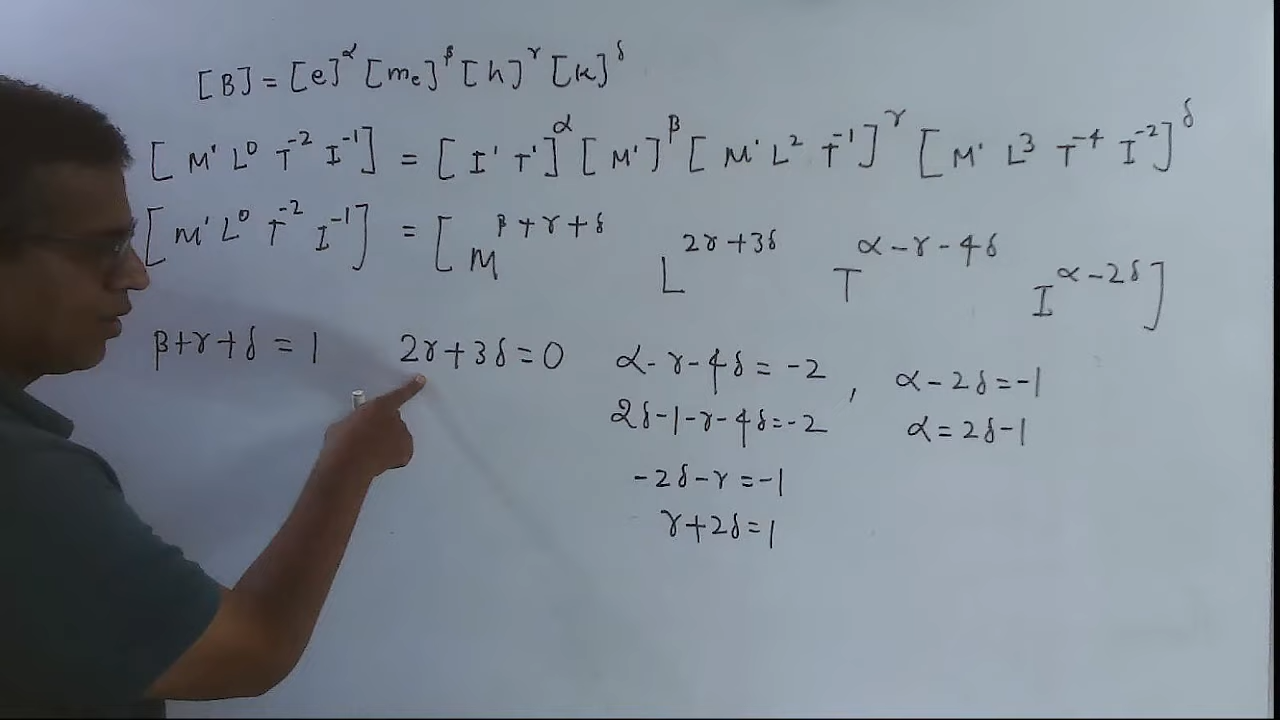 [B] = [e]^α [me]^β [h]^γ [k]^δ
[M¹ L⁰ T⁻² I⁻¹] = [I¹ T¹]^α [M¹]^β [M¹ L² T⁻¹]^γ [M¹ L³ T⁻⁴ I⁻²]^δ
[M¹ L⁰ T⁻² I⁻¹] = [M^β+γ+δ L^2γ+3δ T^α-γ-4δ I^α-2δ]
β+γ+δ = 1 2γ+3δ=0 α-γ-4δ = -2 , α-2δ=-1
2δ-1-γ-4δ=-2 α=2δ-1
-2δ-γ=-1
γ+2δ=1